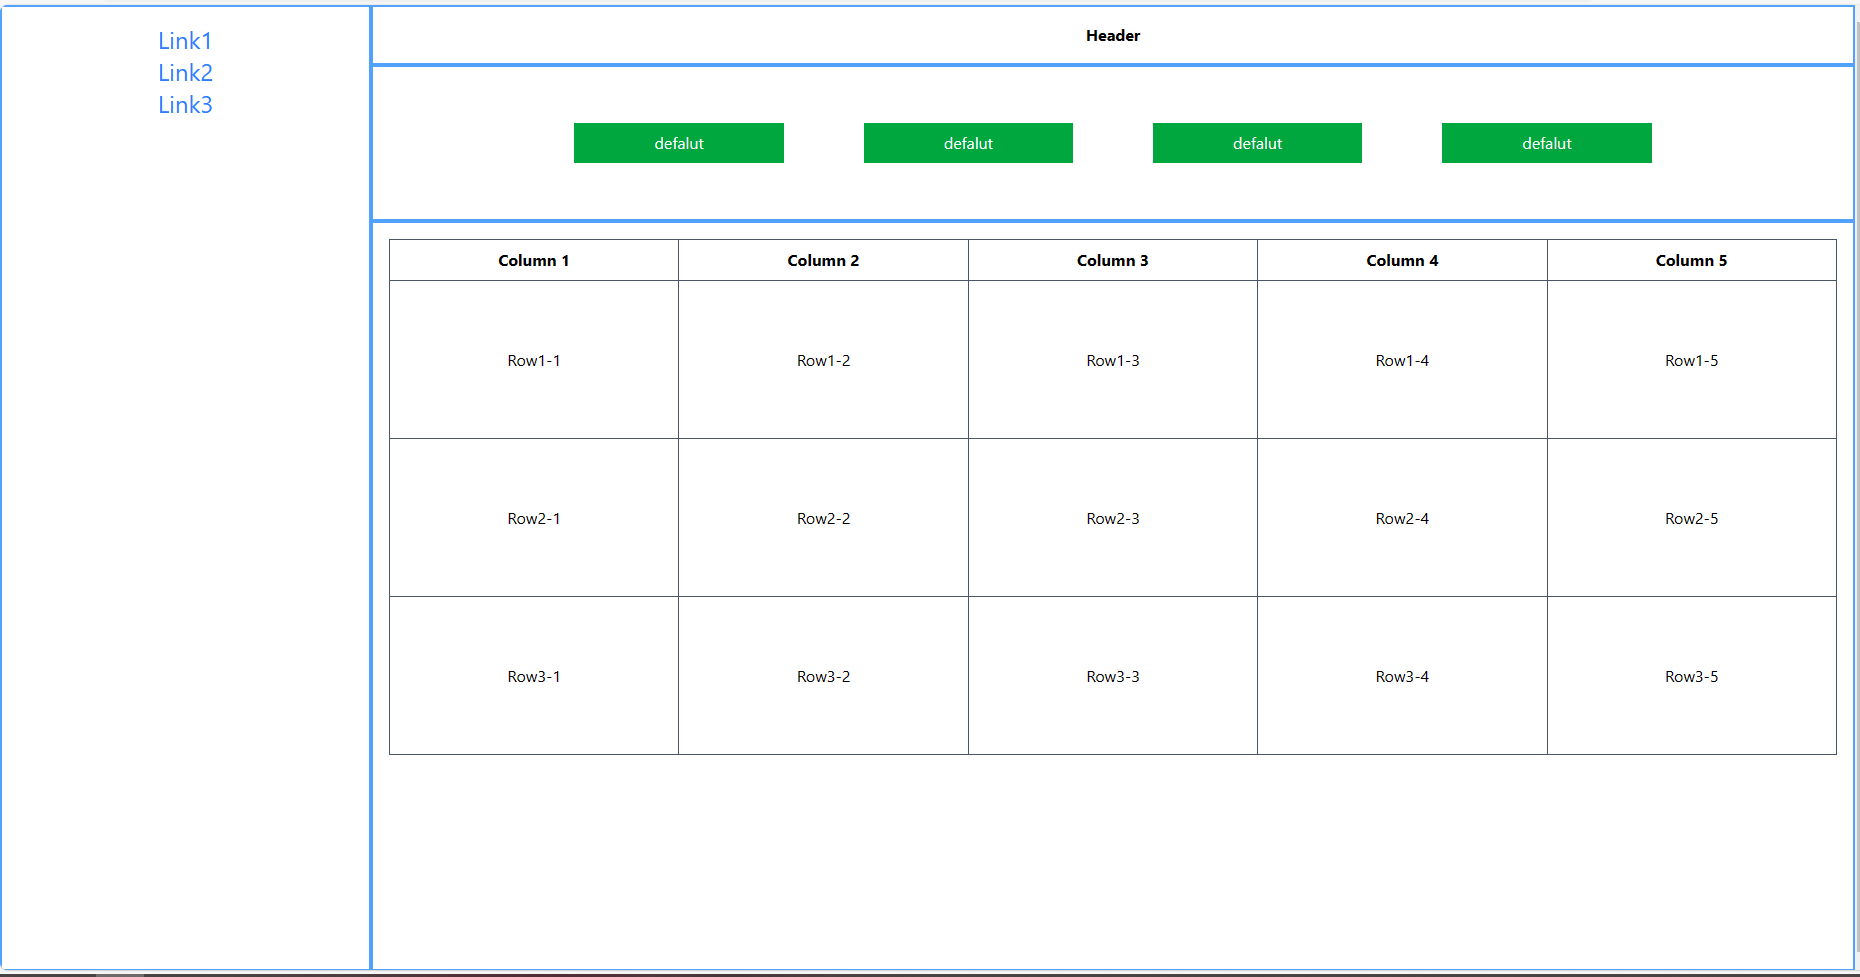 Link1
Link2
Link3
Header
defalut defalut defalut defalut
Column 1 Column 2 Column 3 Column 4 Column 5
Row1-1 Row1-2 Row1-3 Row1-4 Row1-5
Row2-1 Row2-2 Row2-3 Row2-4 Row2-5
Row3-1 Row3-2 Row3-3 Row3-4 Row3-5